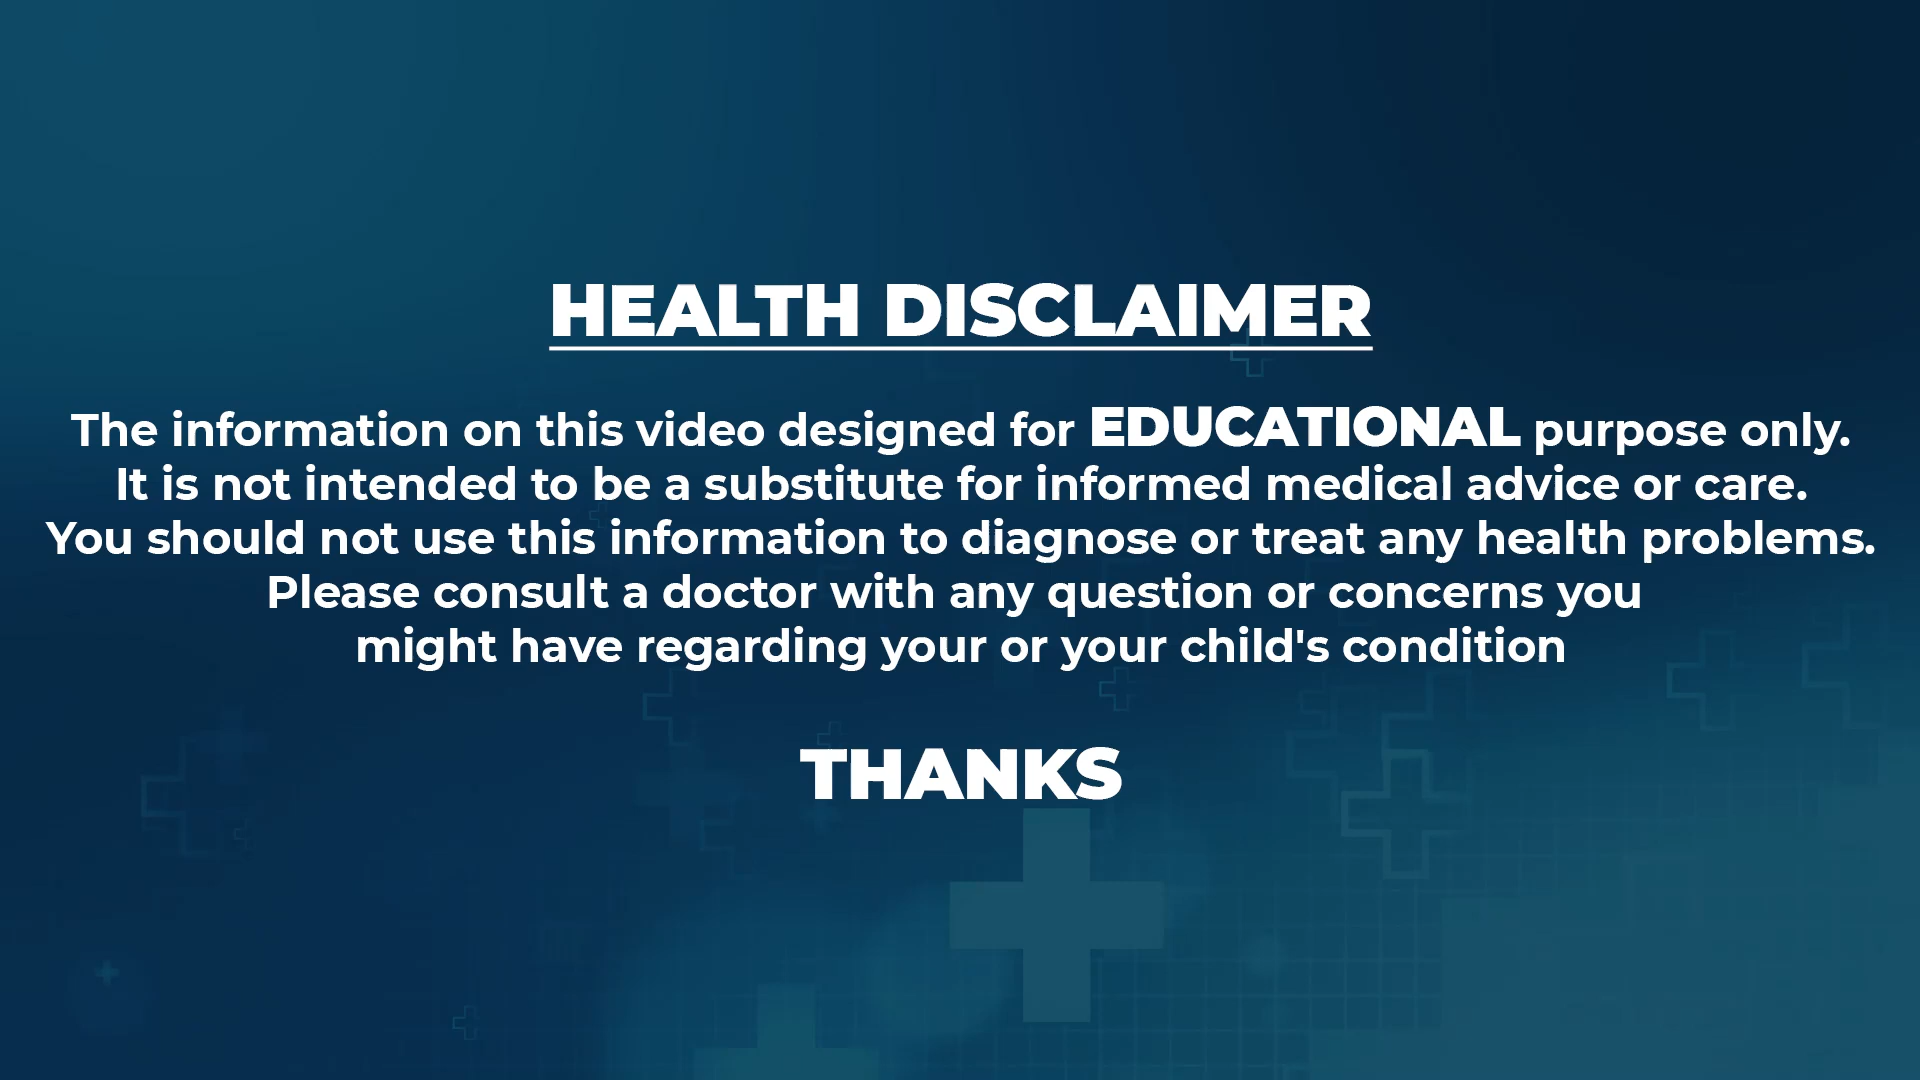 HEALTH DISCLAIMER
The information on this video designed for EDUCATIONAL purpose only.
It is not intended to be a substitute for informed medical advice or care.
You should not use this information to diagnose or treat any health problems.
Please consult a doctor with any question or concerns you
might have regarding your or your child's condition
THANKS